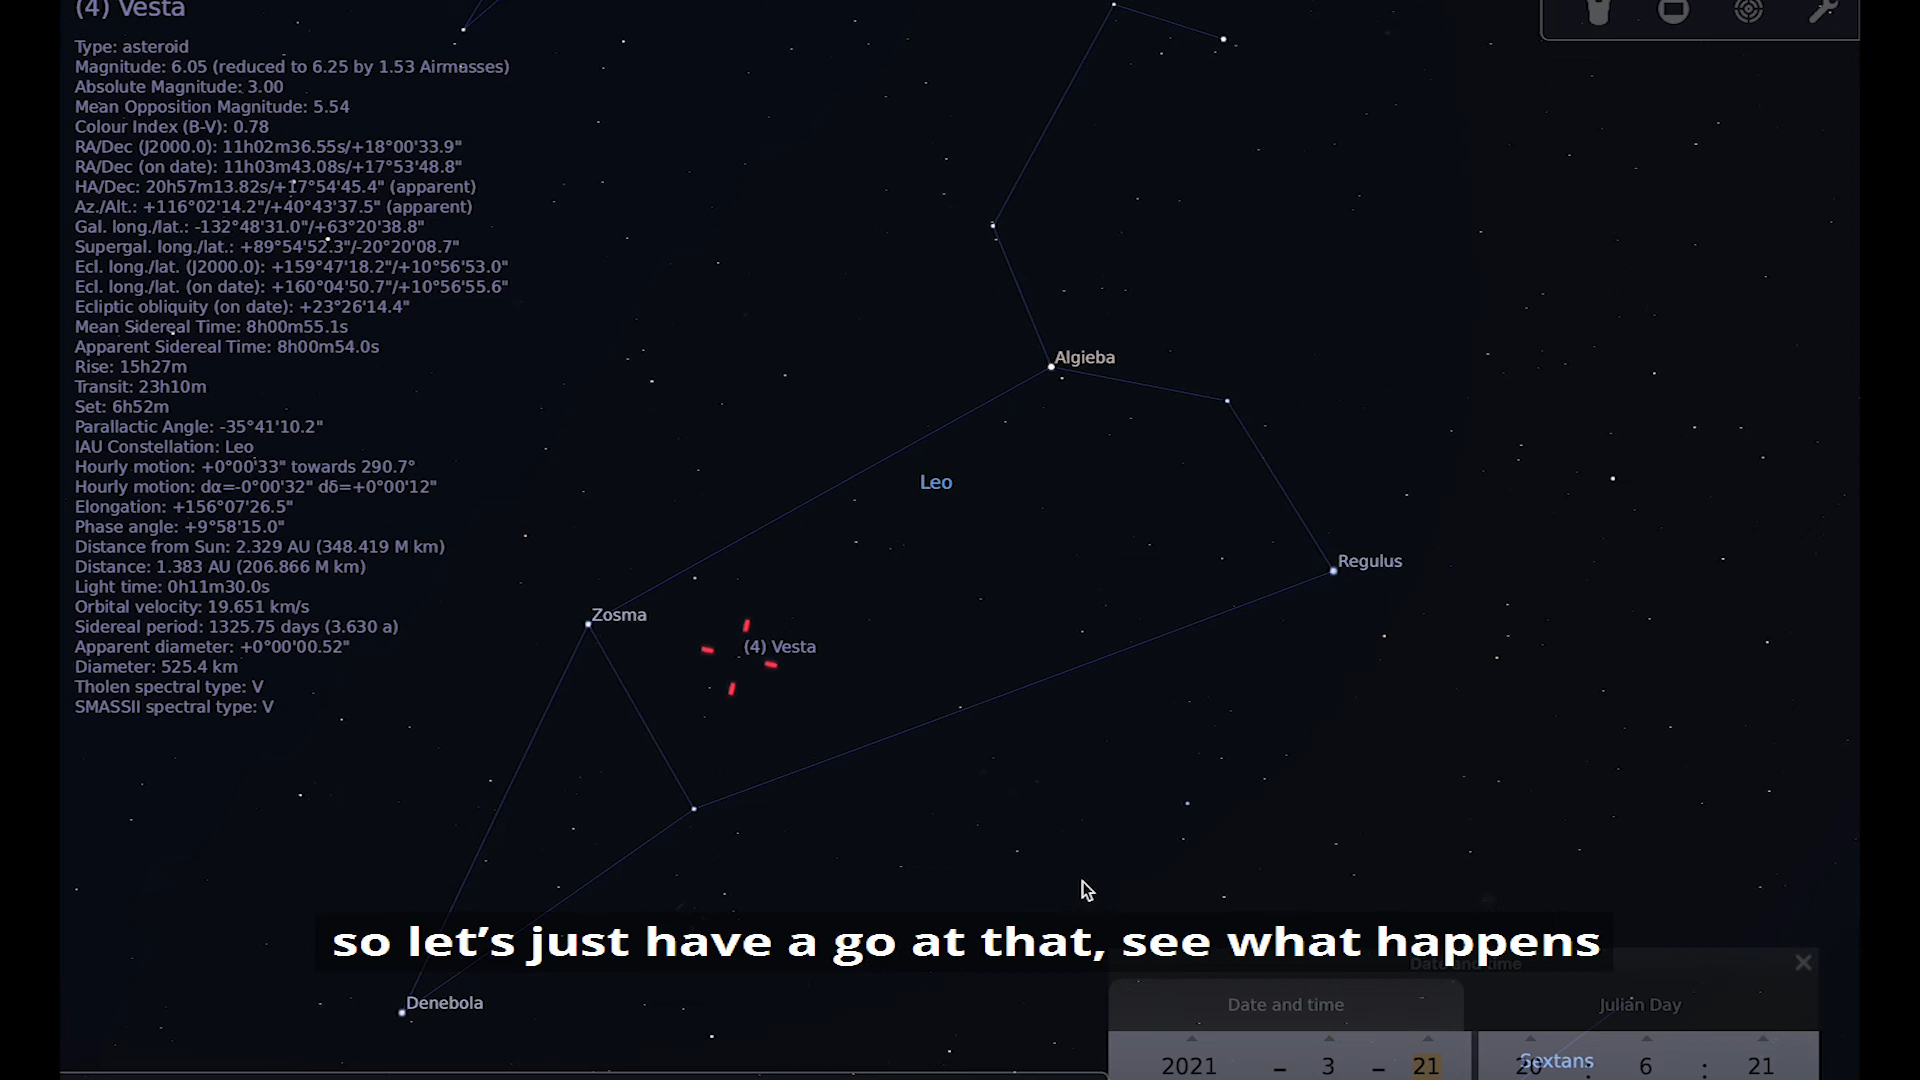 (4) Vesta
Type: asteroid
Magnitude: 6.05 (reduced to 6.25 by 1.53 Airmasses)
Absolute Magnitude: 3.00
Mean Opposition Magnitude: 5.54
Colour Index (B-V): 0.78
RA/Dec (J2000.0): 11h02m36.55s/+18°00'33.9"
RA/Dec (on date): 11h03m43.08s/+17°53'48.8"
HA/Dec: 20h57m13.82s/+17°54'45.4" (apparent)
Az./Alt.: +116°02'14.2"/+40°43'37.5" (apparent)
Gal. long./lat.: -132°48'31.0"/+63°20'38.8"
Supergal. long./lat.: +89°54'52.3"/-20°20'08.7"
Ecl. long./lat. (J2000.0): +159°47'18.2"/+10°56'53.0"
Ecl. long./lat. (on date): +160°04'50.7"/+10°56'55.6"
Ecliptic obliquity (on date): +23°26'14.4"
Mean Sidereal Time: 8h00m55.1s
Apparent Sidereal Time: 8h00m54.0s
Rise: 15h27m
Transit: 23h10m
Set: 6h52m
Parallactic Angle: -35°41'10.2"
IAU Constellation: Leo
Hourly motion: +0°00'33" towards 290.7°
Hourly motion: dα=-0°00'32" dδ=+0°00'12"
Elongation: +156°07'26.5"
Phase angle: +9°58'15.0"
Distance from Sun: 2.329 AU (348.419 M km)
Distance: 1.383 AU (206.866 M km)
Light time: 0h11m30.0s
Orbital velocity: 19.651 km/s
Sidereal period: 1325.75 days (3.630 a)
Apparent diameter: +0°00'00.52"
Diameter: 525.4 km
Tholen spectral type: V
SMASSII spectral type: V
Algieba
Leo
Regulus
Zosma
(4) Vesta
so let's just have a go at that, see what happens
Date and time
Denebola
Date and time
Julian Day
2021 – 3 – 21
20 : 6 : 21
Sextans